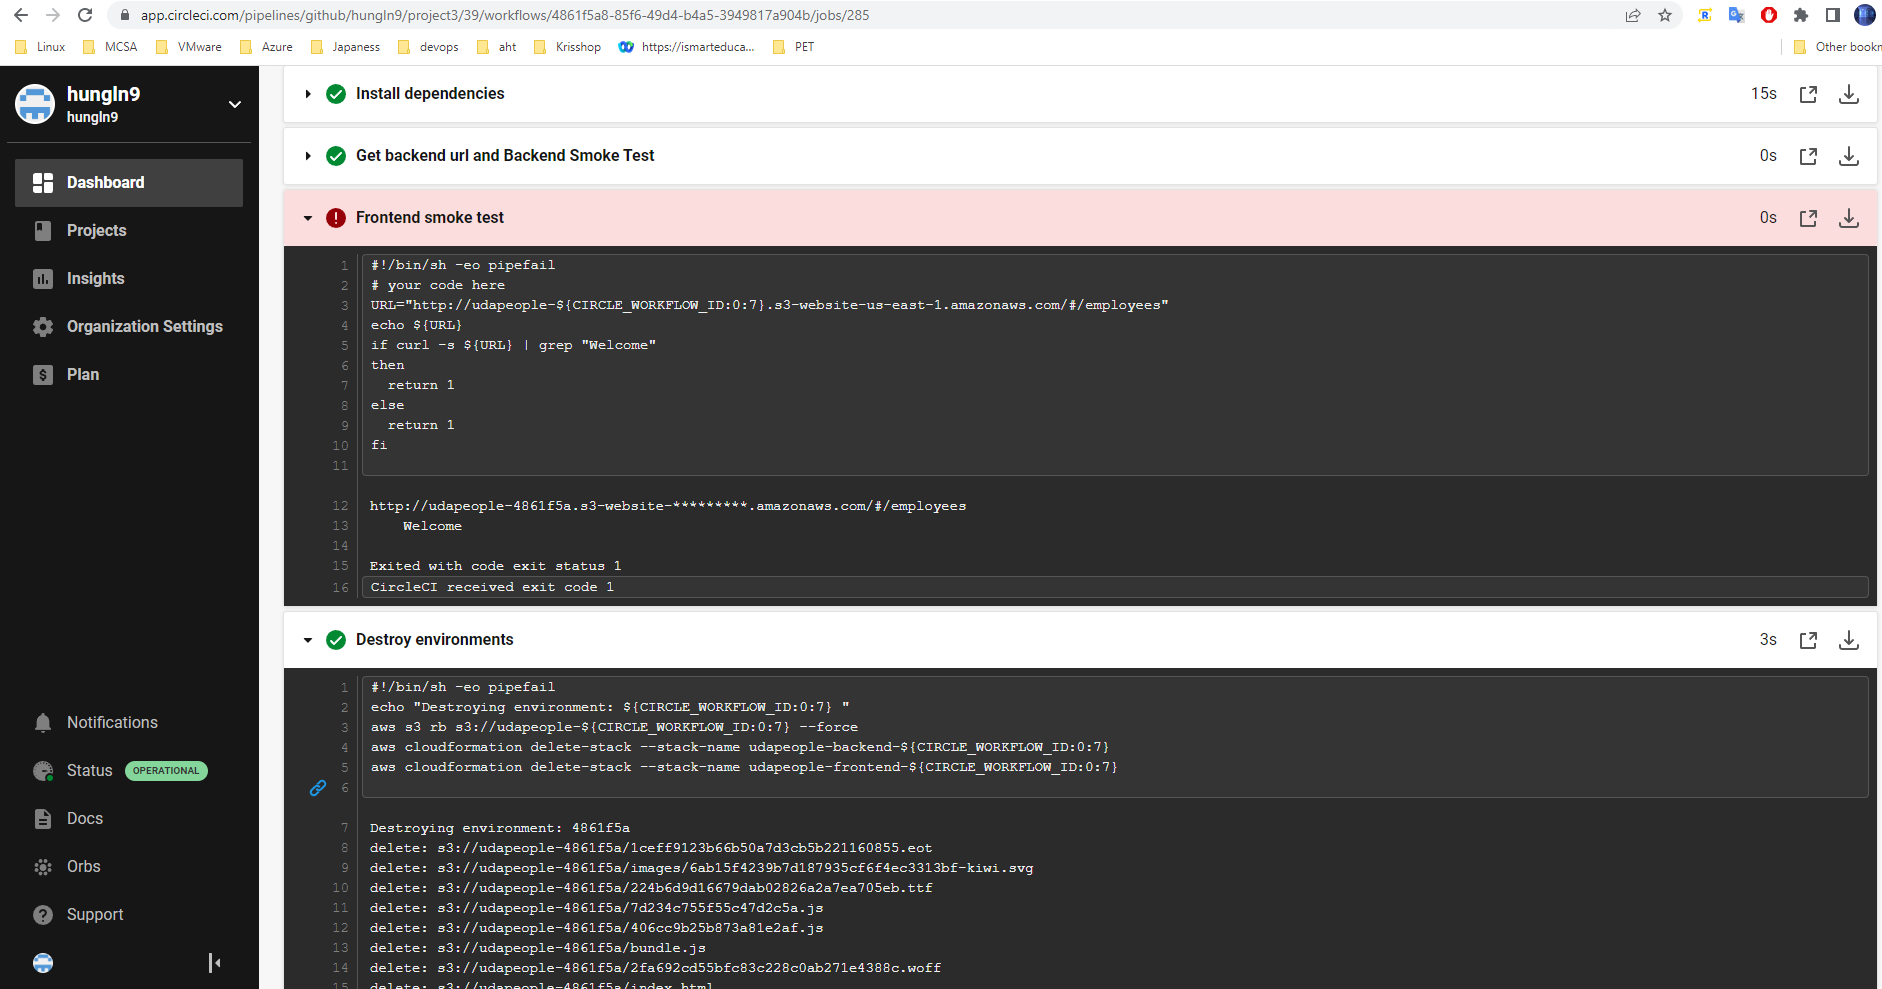 app.circleci.com/pipelines/github/hungln9/project3/39/workflows/4861f5a8-85f6-49d4-b4a5-3949817a904b/jobs/285
Linux MCSA VMware Azure Japaness devops aht Krisshop https://ismarteduca... PET Other bookm
hungln9
hungln9
Dashboard
Projects
Insights
Organization Settings
Plan
Notifications
Status OPERATIONAL
Docs
Orbs
Support
Install dependencies 15s
Get backend url and Backend Smoke Test 0s
Frontend smoke test 0s
1 #!/bin/sh -eo pipefail
2 # your code here
3 URL="http://udapeople-${CIRCLE_WORKFLOW_ID:0:7}.s3-website-us-east-1.amazonaws.com/#/employees"
4 echo ${URL}
5 if curl -s ${URL} | grep "Welcome"
6 then
7 return 1
8 else
9 return 1
10 fi
11
12 http://udapeople-4861f5a.s3-website-*********.amazonaws.com/#/employees
13 Welcome
14
15 Exited with code exit status 1
16 CircleCI received exit code 1
Destroy environments 3s
1 #!/bin/sh -eo pipefail
2 echo "Destroying environment: ${CIRCLE_WORKFLOW_ID:0:7} "
3 aws s3 rb s3://udapeople-${CIRCLE_WORKFLOW_ID:0:7} --force
4 aws cloudformation delete-stack --stack-name udapeople-backend-${CIRCLE_WORKFLOW_ID:0:7}
5 aws cloudformation delete-stack --stack-name udapeople-frontend-${CIRCLE_WORKFLOW_ID:0:7}
6
7 Destroying environment: 4861f5a
8 delete: s3://udapeople-4861f5a/1ceff9123b66b50a7d3cb5b221160855.eot
9 delete: s3://udapeople-4861f5a/images/6ab15f4239b7d187935cf6f4ec3313bf-kiwi.svg
10 delete: s3://udapeople-4861f5a/224b6d9d16679dab02826a2a7ea705eb.ttf
11 delete: s3://udapeople-4861f5a/7d234c755f55c47d2c5a.js
12 delete: s3://udapeople-4861f5a/406cc9b25b873a81e2af.js
13 delete: s3://udapeople-4861f5a/bundle.js
14 delete: s3://udapeople-4861f5a/2fa692cd55bfc83c228c0ab271e4388c.woff
15 delete: s3://udapeople-4861f5a/index.html